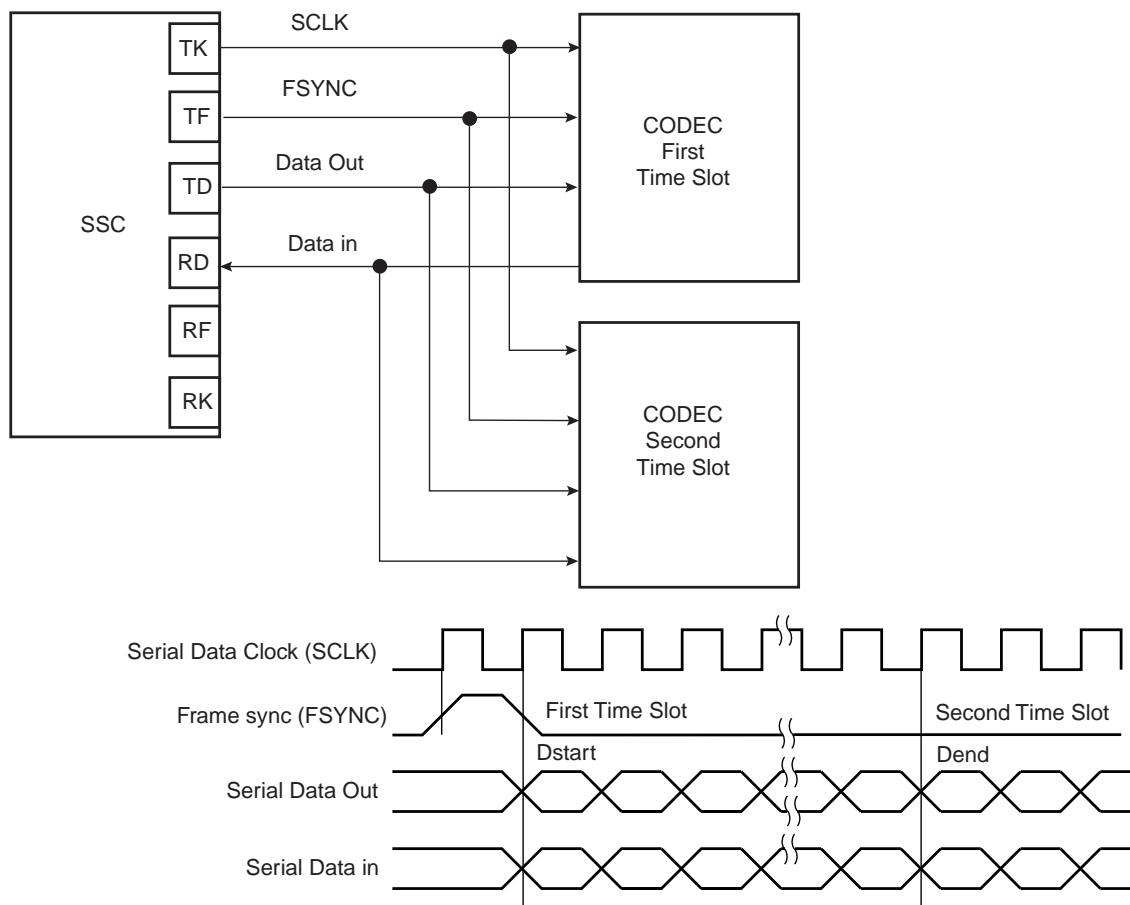 SSC
TK
TF
TD
RD
RF
RK
SCLK
FSYNC
Data Out
Data in
CODEC
First
Time Slot
CODEC
Second
Time Slot
Serial Data Clock (SCLK)
Frame sync (FSYNC)
First Time Slot
Second Time Slot
Dstart
Dend
Serial Data Out
Serial Data in